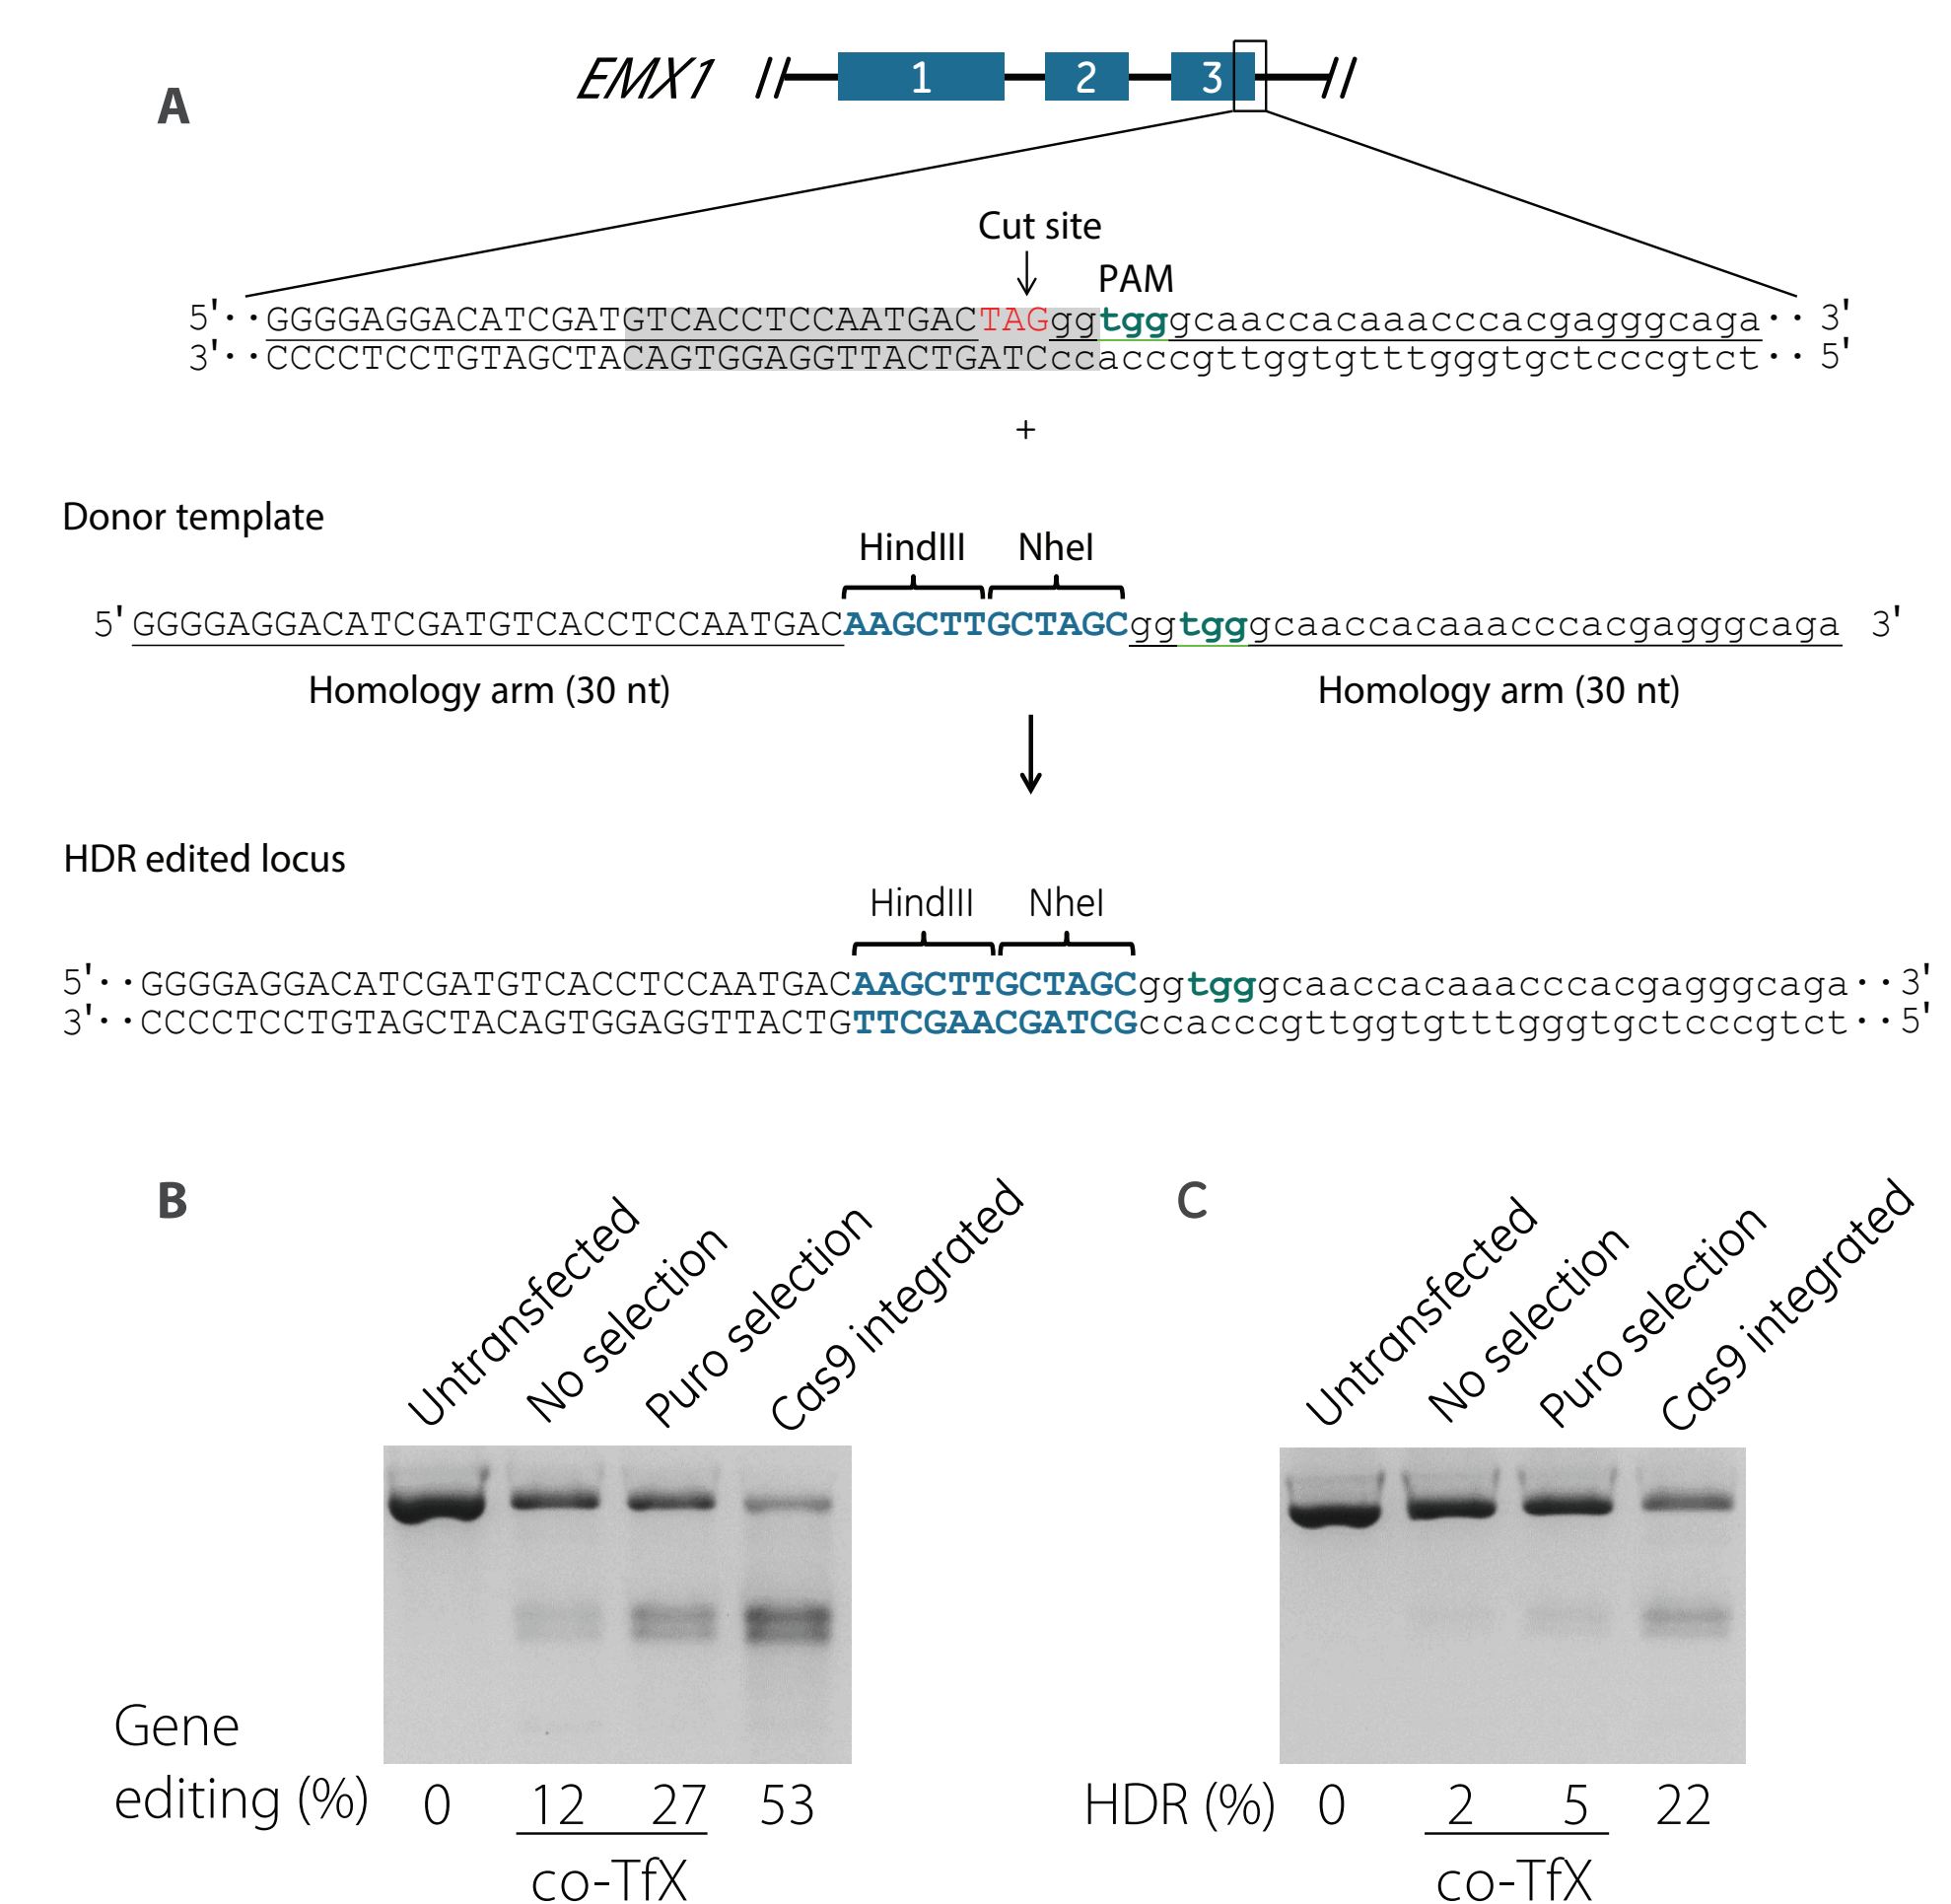 A
EMX1
1 2 3
Cut site
PAM
5'··GGGGAGGACATCGATGTCACCTCCAATGACTAGggtgggcaaccacaaacccacgagggcaga·· 3'
3'··CCCCTCCTGTAGCTACAGTGGAGGTTACTGATCccacccgttggtgtttgggtgctcccgtct·· 5'
+
Donor template
HindIII NheI
5' GGGGAGGACATCGATGTCACCTCCAATGACAAGCTTGCTAGCggtgggcaaccacaaacccacgagggcaga 3'
Homology arm (30 nt) Homology arm (30 nt)
HDR edited locus
HindIII NheI
5'··GGGGAGGACATCGATGTCACCTCCAATGACAAGCTTGCTAGCggtgggcaaccacaaacccacgagggcaga··3'
3'··CCCCTCCTGTAGCTACAGTGGAGGTTACTGTTCGAACGATCGccacccgttggtgtttgggtgctcccgtct··5'
B
Untransfected
No selection
Puro selection
Cas9 integrated
Gene
editing (%) 0 12 27 53
co-TfX
C
Untransfected
No selection
Puro selection
Cas9 integrated
HDR (%) 0 2 5 22
co-TfX